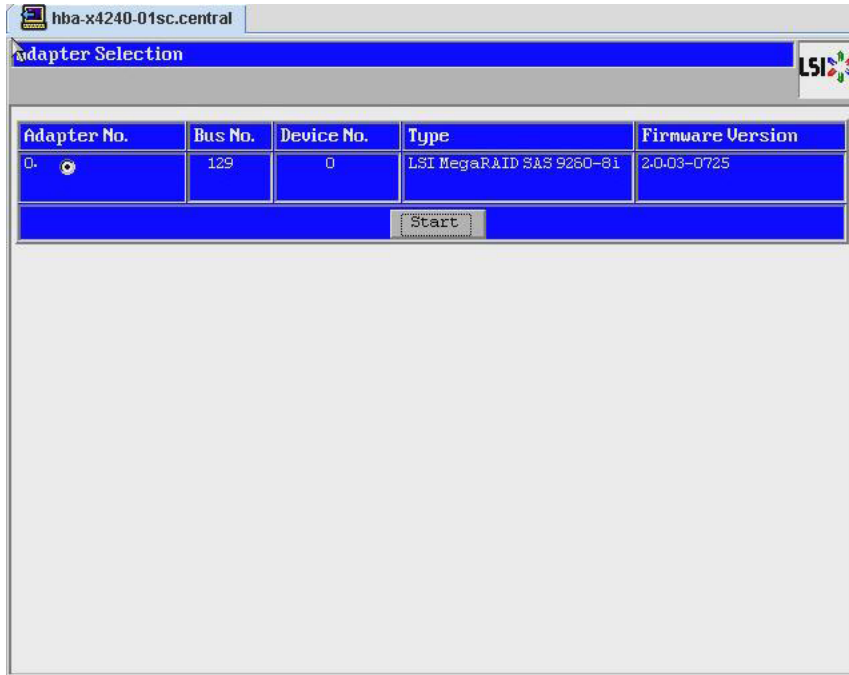 hba-x4240-01sc.central
Adapter Selection
LSI
Adapter No. Bus No. Device No. Type Firmware Version
0. 129 0 LSI MegaRAID SAS 9260-8i 2.0.03-0725
Start